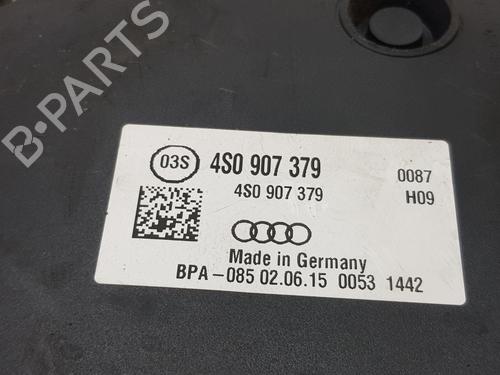 B-PARTS
03S 4S0 907 379 0087
4S0 907 379 H09
Made in Germany
BPA-085 02.06.15 0053 1442